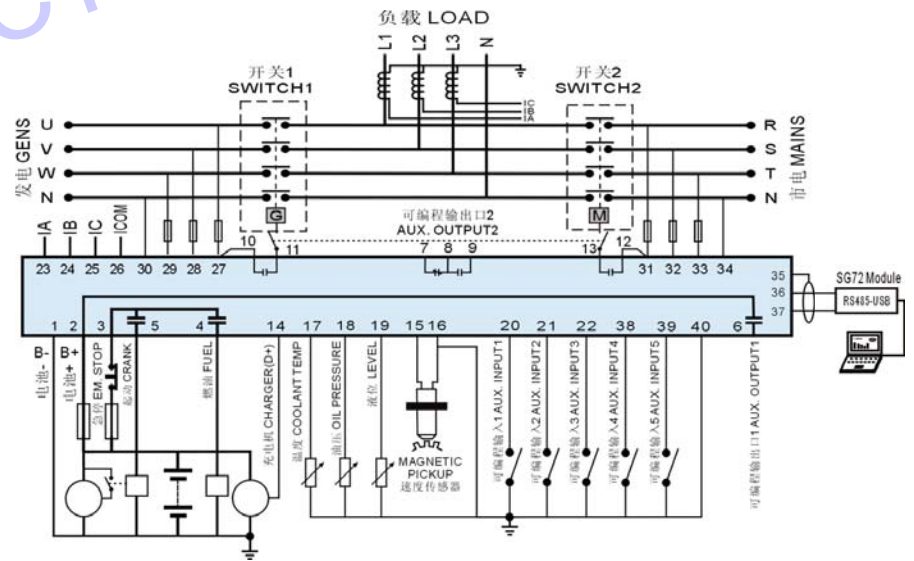 负载 LOAD
L1
L2
L3
N
开关1
SWITCH1
开关2
SWITCH2
IC
IB
IA
发电 GENS
U
V
W
N
R
S
T
N
市电 MAINS
G
M
可编程输出口2
AUX. OUTPUT2
IA
IB
IC
ICOM
10
11
7
8
9
13
12
23
24
25
26
30
29
28
27
31
32
33
34
35
36
37
SG72 Module
RS485-USB
1
2
3
5
4
14
17
18
19
15
16
20
21
22
38
39
40
6
B-
电池-
B+
电池+
急停 EM. STOP
起动 CRANK
燃油 FUEL
充电机 CHARGER(D+)
温度 COOLANT TEMP
油压 OIL PRESSURE
液位 LEVEL
MAGNETIC
PICKUP
速度传感器
可编程输入1 AUX. INPUT1
可编程输入2 AUX. INPUT2
可编程输入3 AUX. INPUT3
可编程输入4 AUX. INPUT4
可编程输入5 AUX. INPUT5
可编程输出口1 AUX. OUTPUT1